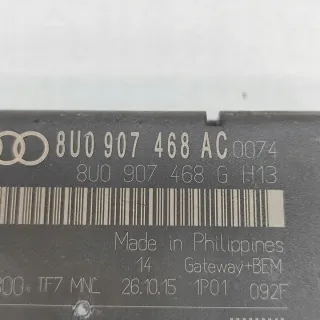 8U0 907 468 AC 0074
8U0 907 468 G H13
Made in Philippines
14 Gateway+BEM
TF7 MNL 26.10.15 1P01 092F